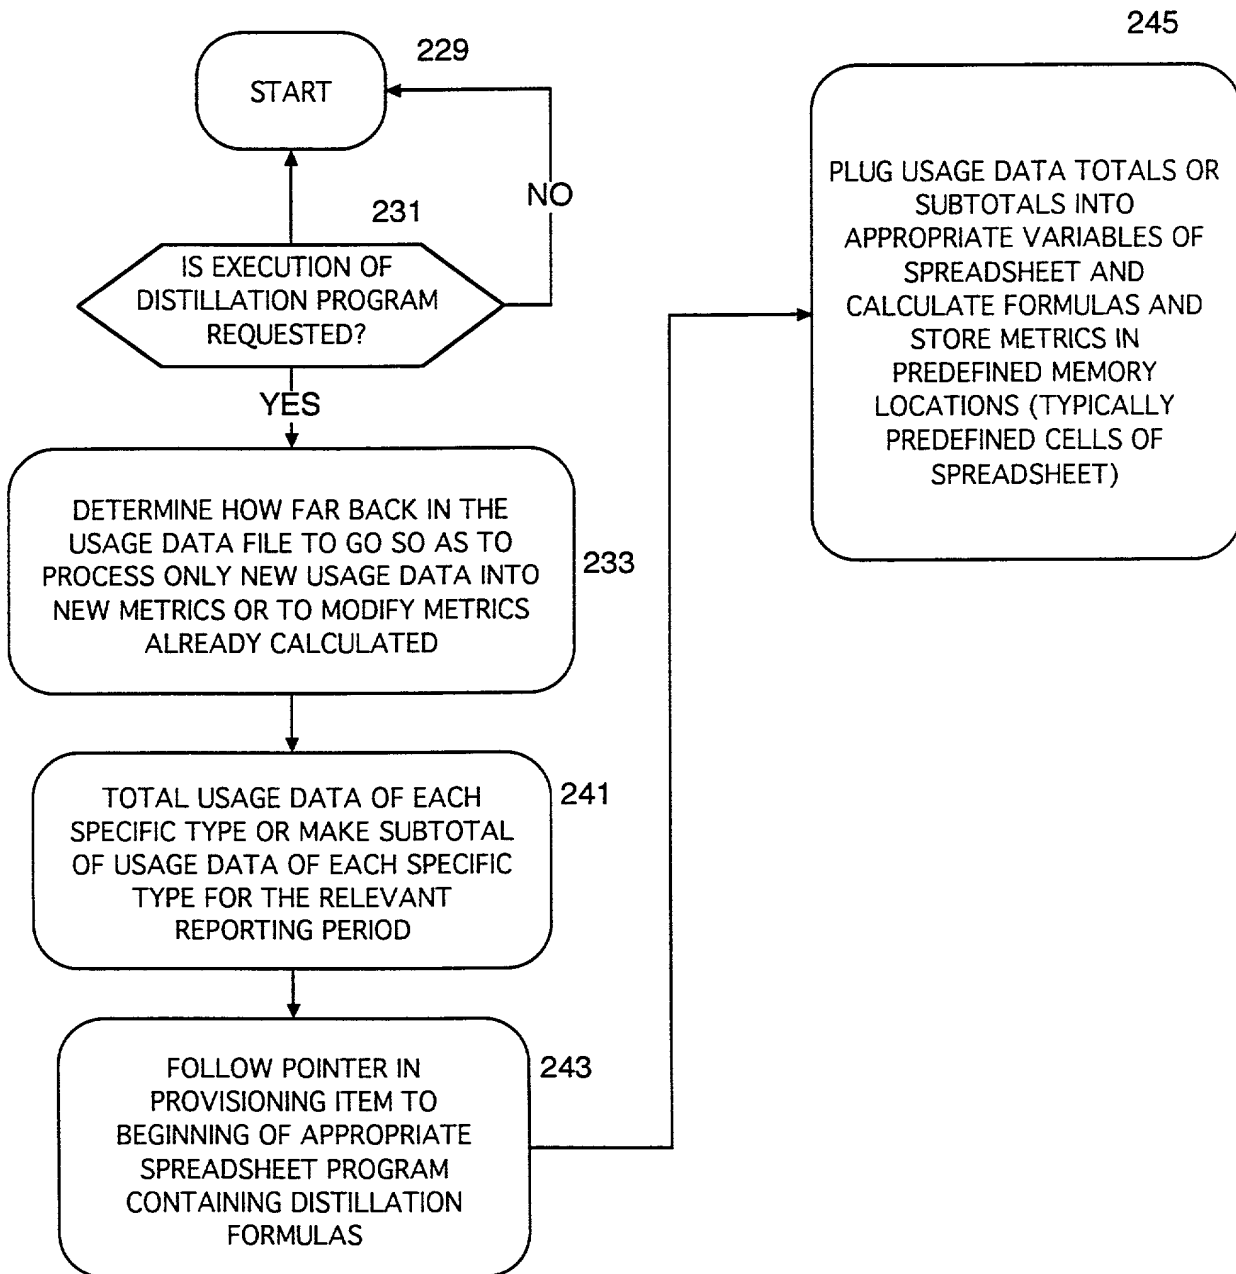 229
START
NO
231
IS EXECUTION OF
DISTILLATION PROGRAM
REQUESTED?
YES
DETERMINE HOW FAR BACK IN THE
USAGE DATA FILE TO GO SO AS TO
PROCESS ONLY NEW USAGE DATA INTO
NEW METRICS OR TO MODIFY METRICS
ALREADY CALCULATED
233
TOTAL USAGE DATA OF EACH
SPECIFIC TYPE OR MAKE SUBTOTAL
OF USAGE DATA OF EACH SPECIFIC
TYPE FOR THE RELEVANT
REPORTING PERIOD
241
FOLLOW POINTER IN
PROVISIONING ITEM TO
BEGINNING OF APPROPRIATE
SPREADSHEET PROGRAM
CONTAINING DISTILLATION
FORMULAS
243
245
PLUG USAGE DATA TOTALS OR
SUBTOTALS INTO
APPROPRIATE VARIABLES OF
SPREADSHEET AND
CALCULATE FORMULAS AND
STORE METRICS IN
PREDEFINED MEMORY
LOCATIONS (TYPICALLY
PREDEFINED CELLS OF
SPREADSHEET)